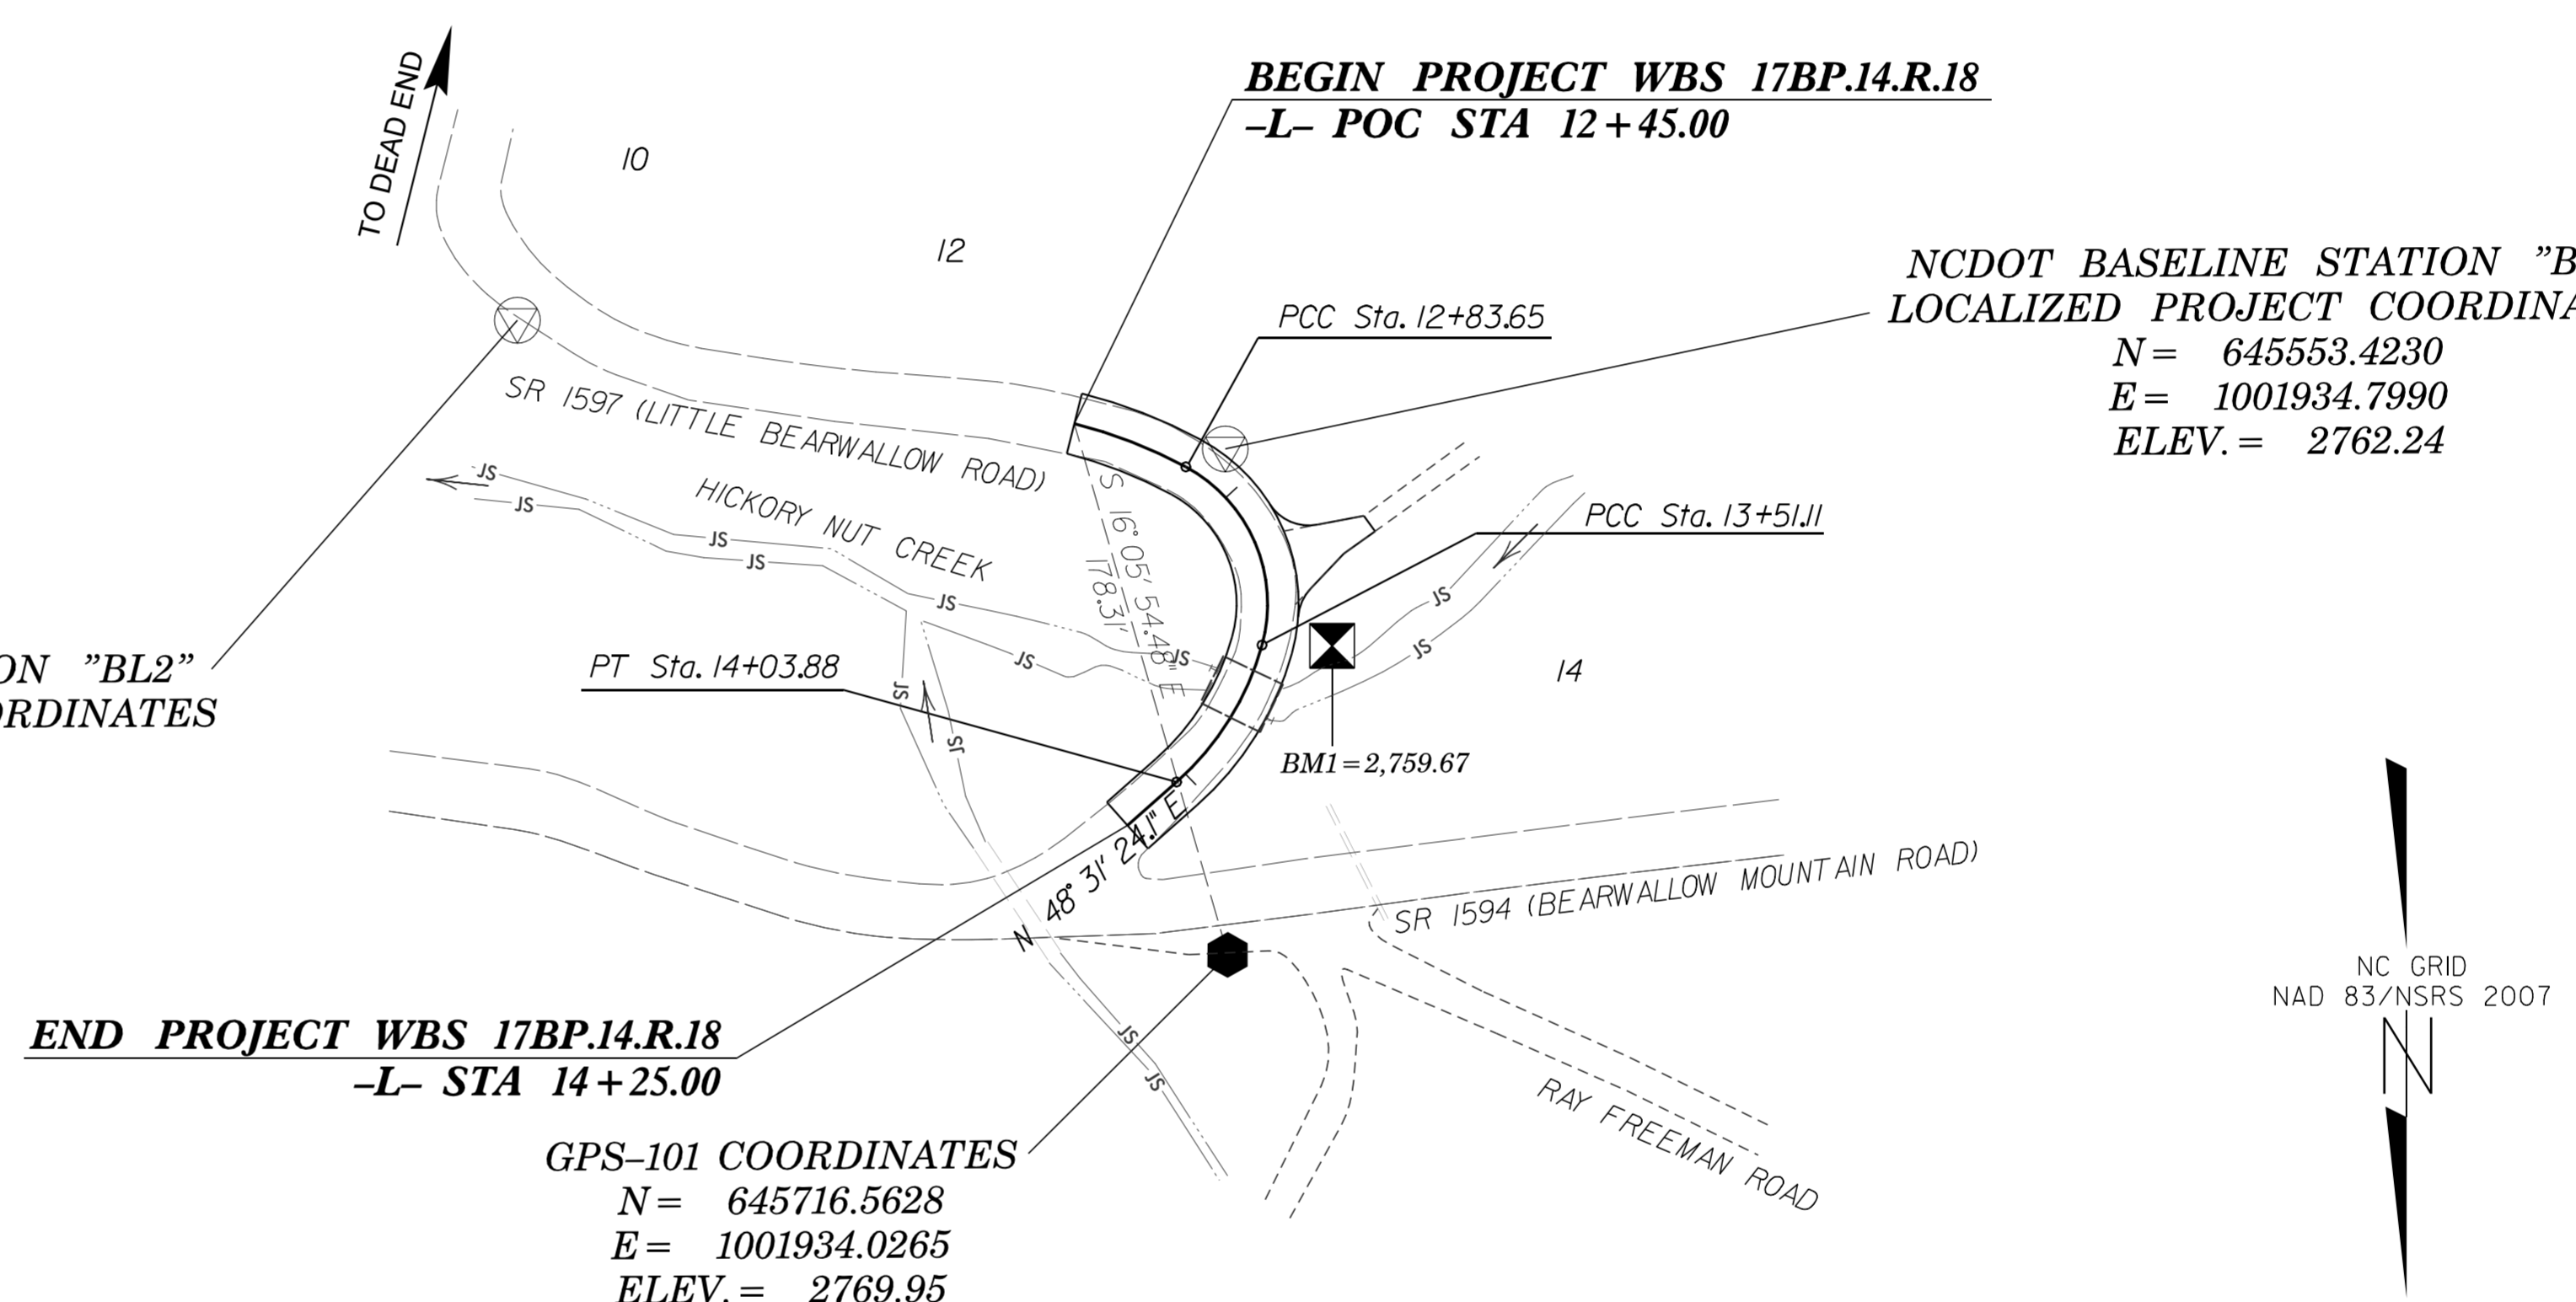 TO DEAD END
10
12
BEGIN PROJECT WBS 17BP.14.R.18
–L– POC STA 12+45.00
PCC Sta. 12+83.65
NCDOT BASELINE STATION "B
LOCALIZED PROJECT COORDINA
N= 645553.4230
E= 1001934.7990
ELEV.= 2762.24
SR 1597 (LITTLE BEARWALLOW ROAD)
HICKORY NUT CREEK
JS
JS
JS
JS
JS
JS
JS
JS
JS
JS
JS
JS
JS
S 16° 05' 54.48" E
178.31'
PCC Sta. 13+51.11
14
ON "BL2"
ORDINATES
PT Sta. 14+03.88
BM1=2,759.67
N 48° 31' 24.1" E
SR 1594 (BEARWALLOW MOUNTAIN ROAD)
RAY FREEMAN ROAD
END PROJECT WBS 17BP.14.R.18
–L– STA 14+25.00
GPS–101 COORDINATES
N= 645716.5628
E= 1001934.0265
ELEV.= 2769.95
NC GRID
NAD 83/NSRS 2007
N